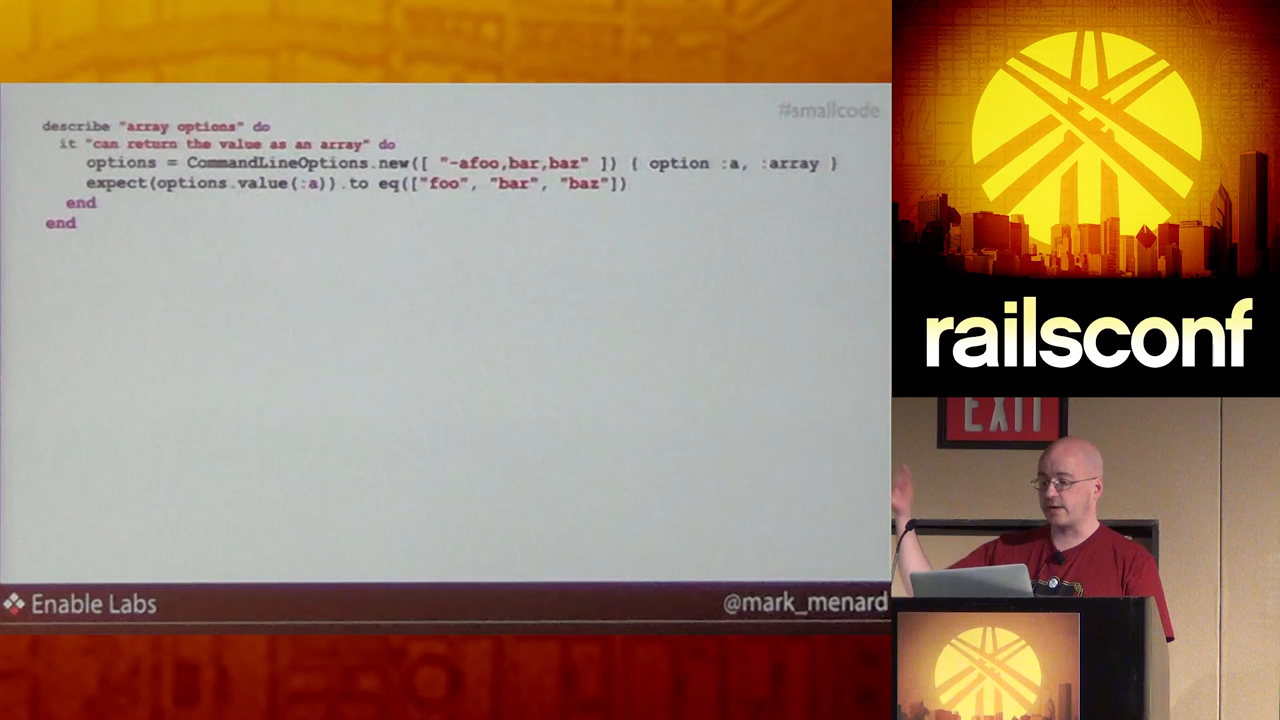 #smallcode
describe "array options" do
it "can return the value as an array" do
options = CommandLineOptions.new([ "-afoo,bar,baz" ]) { option :a, :array }
expect(options.value(:a)).to eq(["foo", "bar", "baz"])
end
end
Enable Labs
@mark_menard
railsconf
EXIT